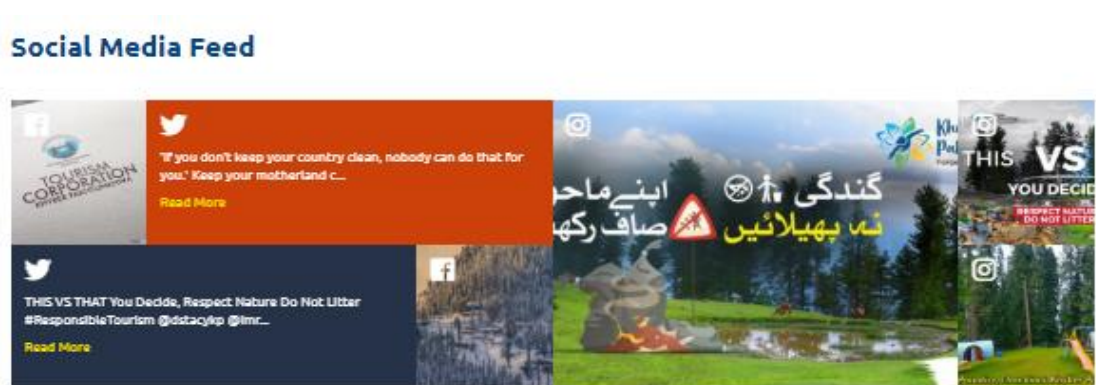 Social Media Feed
TOURISM
CORPORATION
KHYBER PAKHTUNKHWA
"If you don't keep your country clean, nobody can do that for
you." Keep your motherland c...
Read More
THIS VS THAT You Decide, Respect Nature Do Not Litter
#ResponsibleTourism @dstacykp @imr...
Read More
گندگی
نہ پھیلائیں
اپنے ماحو
صاف رکھ
THIS VS
YOU DECID
RESPECT NATUR
DO NOT LITTER